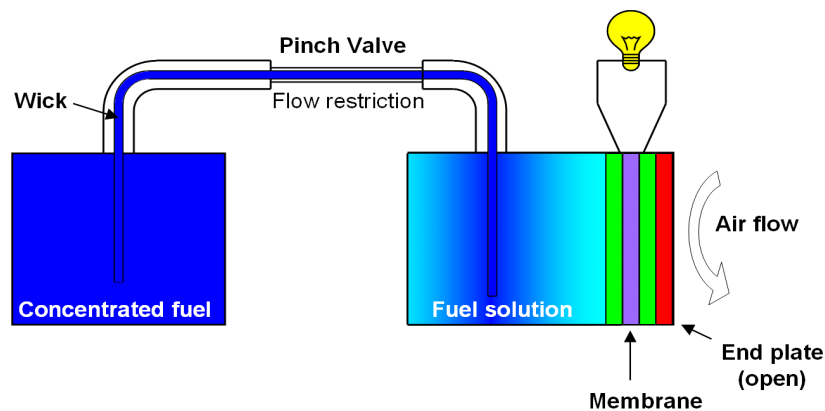 Pinch Valve
Wick
Flow restriction
Air flow
Concentrated fuel
Fuel solution
End plate
(open)
Membrane